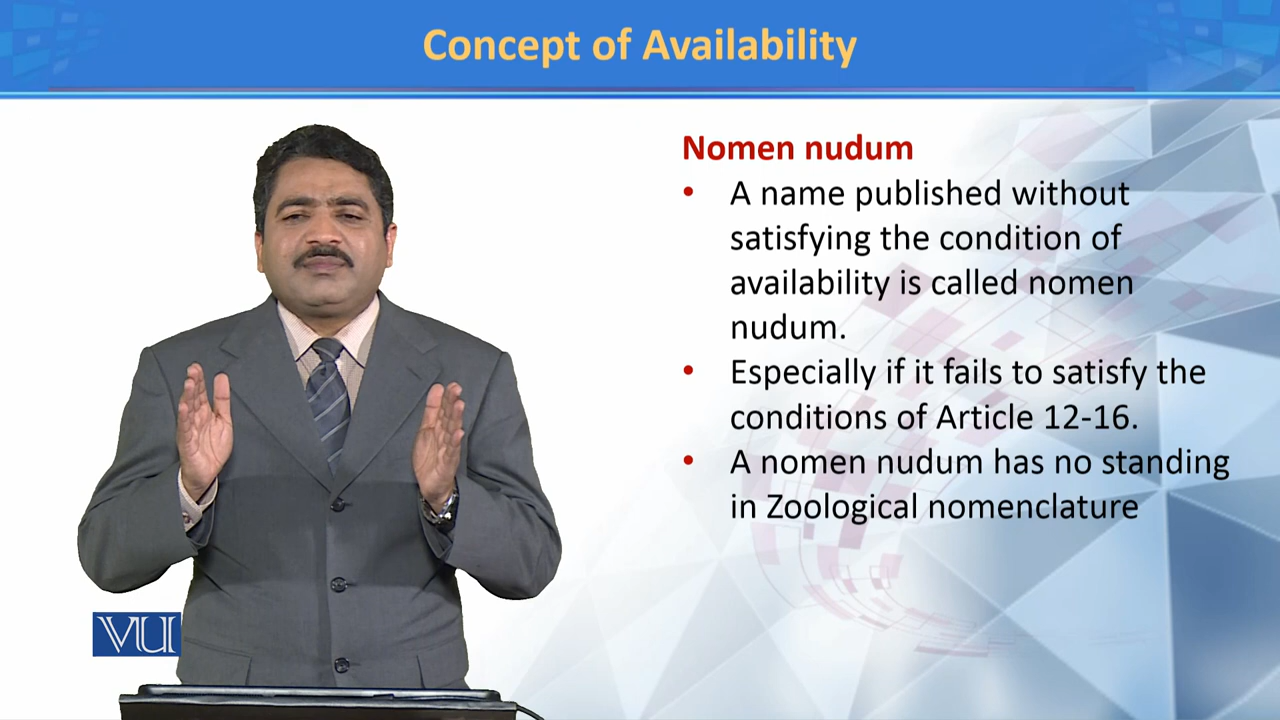 Concept of Availability
Nomen nudum
• A name published without
satisfying the condition of
availability is called nomen
nudum.
• Especially if it fails to satisfy the
conditions of Article 12-16.
• A nomen nudum has no standing
in Zoological nomenclature
VU